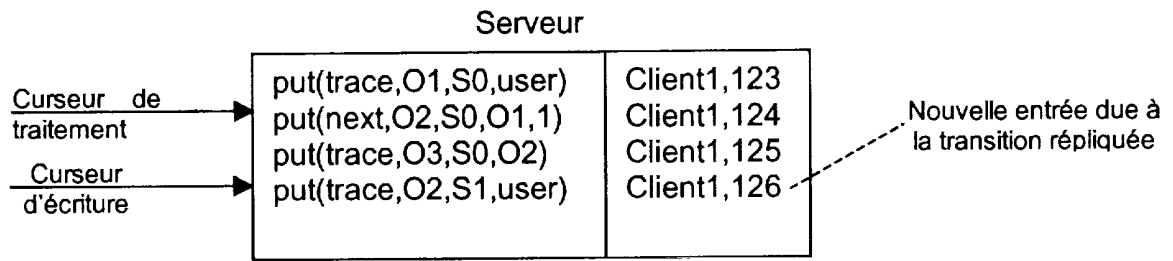 Serveur
put(trace,O1,S0,user) Client1,123
Curseur de
traitement
put(next,O2,S0,O1,1) Client1,124
put(trace,O3,S0,O2) Client1,125
Curseur
d'écriture
put(trace,O2,S1,user) Client1,126
Nouvelle entrée due à
la transition répliquée